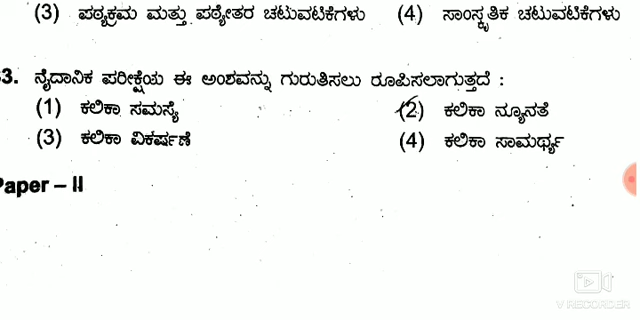 (3) ಪಠ್ಯಕ್ರಮ ಮತ್ತು ಪಠ್ಯೇತರ ಚಟುವಟಿಕೆಗಳು (4) ಸಾಂಸ್ಕೃತಿಕ ಚಟುವಟಿಕೆಗಳು
3. ನೈದಾನಿಕ ಪರೀಕ್ಷೆಯ ಈ ಅಂಶವನ್ನು ಗುರುತಿಸಲು ರೂಪಿಸಲಾಗುತ್ತದೆ :
(1) ಕಲಿಕಾ ಸಮಸ್ಯೆ (2) ಕಲಿಕಾ ನ್ಯೂನತೆ
(3) ಕಲಿಕಾ ವಿಕರ್ಷಣೆ (4) ಕಲಿಕಾ ಸಾಮರ್ಥ್ಯ
Paper – II
V RECORDER